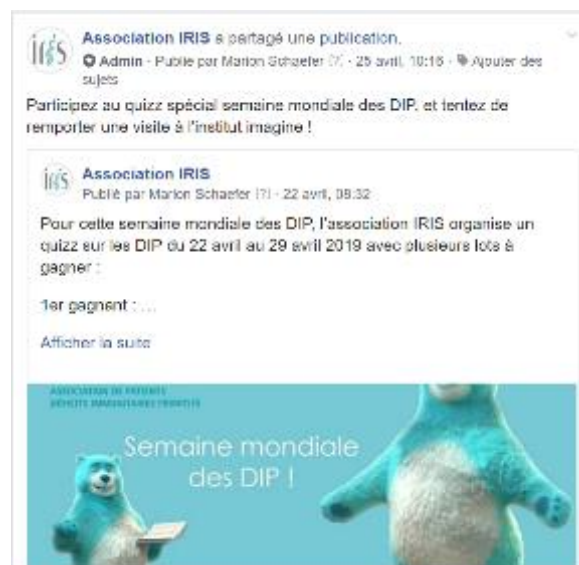 iris
Association IRIS a partagé une publication.
Admin · Publié par Marion Schaefer [?] · 25 avril, 10:16 · Ajouter des
sujets
Participez au quizz spécial semaine mondiale des DIP, et tentez de
remporter une visite à l'institut imagine !
iris
Association IRIS
Publié par Marion Schaefer [?] · 22 avril, 08:32
Pour cette semaine mondiale des DIP, l'association IRIS organise un
quizz sur les DIP du 22 avril au 29 avril 2019 avec plusieurs lots à
gagner :
1er gagnant : ...
Afficher la suite
ASSOCIATION DE PATIENTS
DÉFICITS IMMUNITAIRES PRIMITIFS
Semaine mondiale
des DIP !